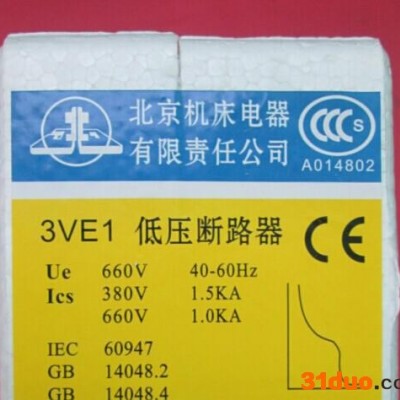 北京机床电器
有限责任公司
CCC S
A014802
3VE1 低压断路器 CE
Ue 660V 40-60Hz
Ics 380V 1.5KA
660V 1.0KA
IEC 60947
GB 14048.2
GB 14048.4
31duo.com